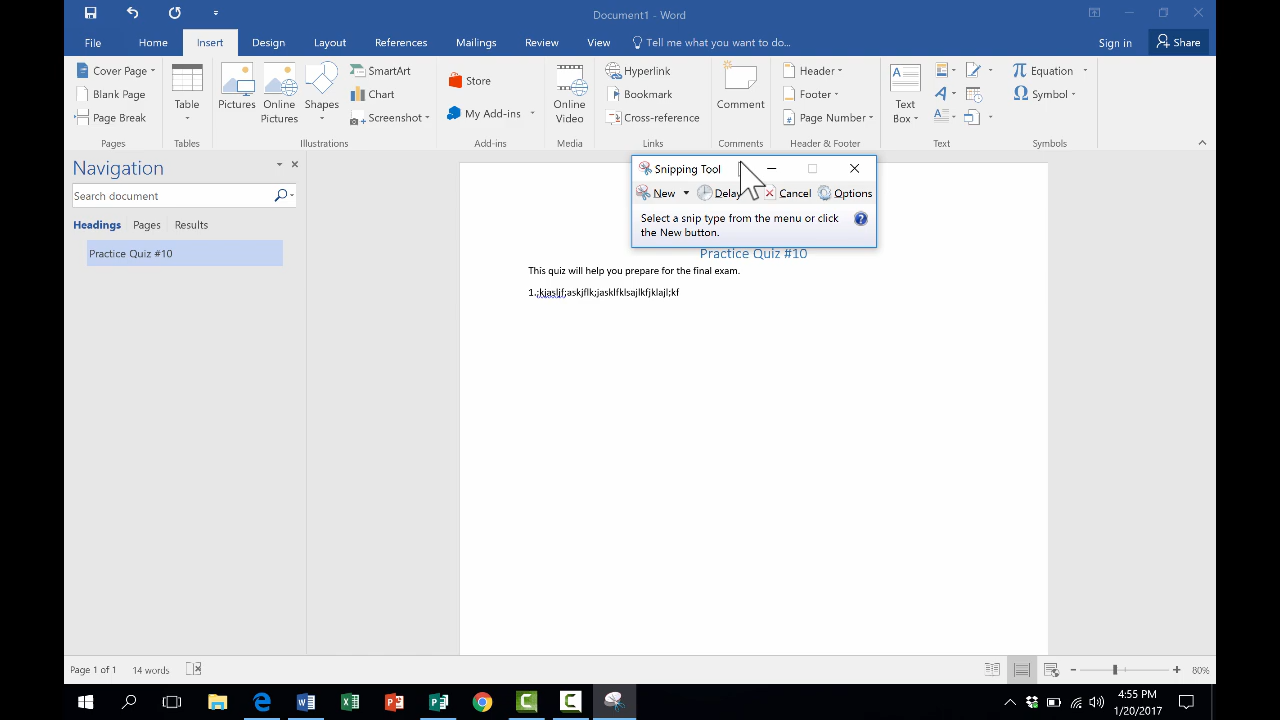 Document1 - Word
File Home Insert Design Layout References Mailings Review View Tell me what you want to do... Sign in Share
Cover Page
Blank Page
Page Break
Pages
Table
Tables
Pictures
Online Pictures
Shapes
SmartArt
Chart
Screenshot
Illustrations
Store
My Add-ins
Add-ins
Online Video
Media
Hyperlink
Bookmark
Cross-reference
Links
Comment
Comments
Header
Footer
Page Number
Header & Footer
Text Box
Text
Equation
Symbol
Symbols
Navigation
Search document
Headings Pages Results
Practice Quiz #10
Snipping Tool
New Delay Cancel Options
Select a snip type from the menu or click
the New button.
Practice Quiz #10
This quiz will help you prepare for the final exam.
1.;kjasljf;askjflk;jasklfklsajlkfjklajl;kf
Page 1 of 1 14 words 80%
4:55 PM
1/20/2017